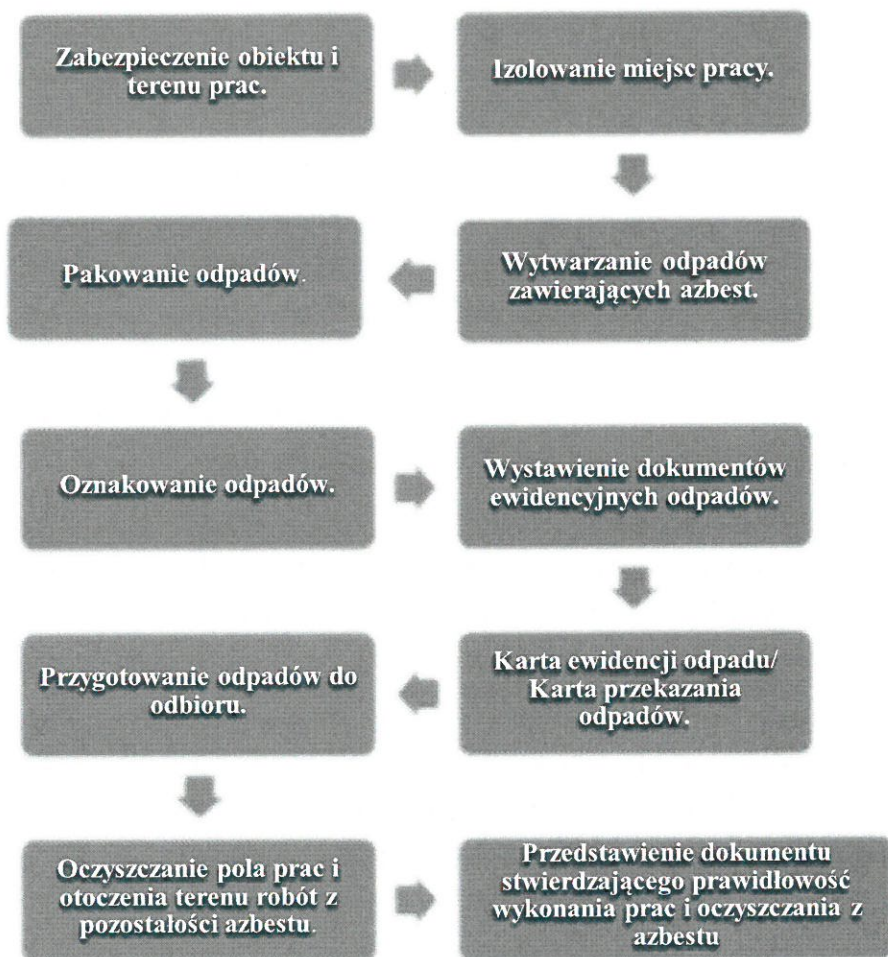 Zabezpieczenie obiektu i
terenu prac.
Izolowanie miejsc pracy.
Wytwarzanie odpadów
zawierających azbest.
Pakowanie odpadów.
Oznakowanie odpadów.
Wystawienie dokumentów
ewidencyjnych odpadów.
Karta ewidencji odpadu/
Karta przekazania
odpadów.
Przygotowanie odpadów do
odbioru.
Oczyszczanie pola prac i
otoczenia terenu robót z
pozostałości azbestu.
Przedstawienie dokumentu
stwierdzającego prawidłowość
wykonania prac i oczyszczania z
azbestu